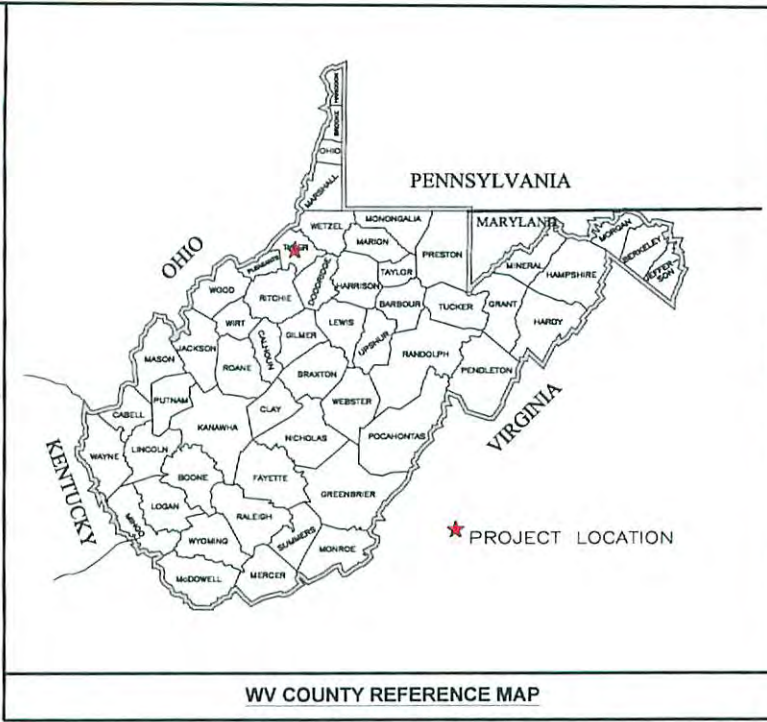 HANCOCK
BROOKE
OHIO
MARSHALL
PENNSYLVANIA
WETZEL
MONONGALIA
MARYLAND
MORGAN
BERKELEY
JEFFER-
SON
OHIO
MARION
PRESTON
MINERAL
HAMPSHIRE
PLEASANTS
DODDRIDGE
HARRISON
TAYLOR
WOOD
RITCHIE
BARBOUR
TUCKER
GRANT
HARDY
WIRT
CALHOUN
GILMER
LEWIS
UPSHUR
RANDOLPH
PENDLETON
MASON
JACKSON
ROANE
BRAXTON
WEBSTER
VIRGINIA
CABELL
PUTNAM
KANAWHA
CLAY
NICHOLAS
POCAHONTAS
KENTUCKY
WAYNE
LINCOLN
BOONE
FAYETTE
GREENBRIER
MINGO
LOGAN
RALEIGH
SUMMERS
MONROE
WYOMING
McDOWELL
MERCER
PROJECT LOCATION
WV COUNTY REFERENCE MAP